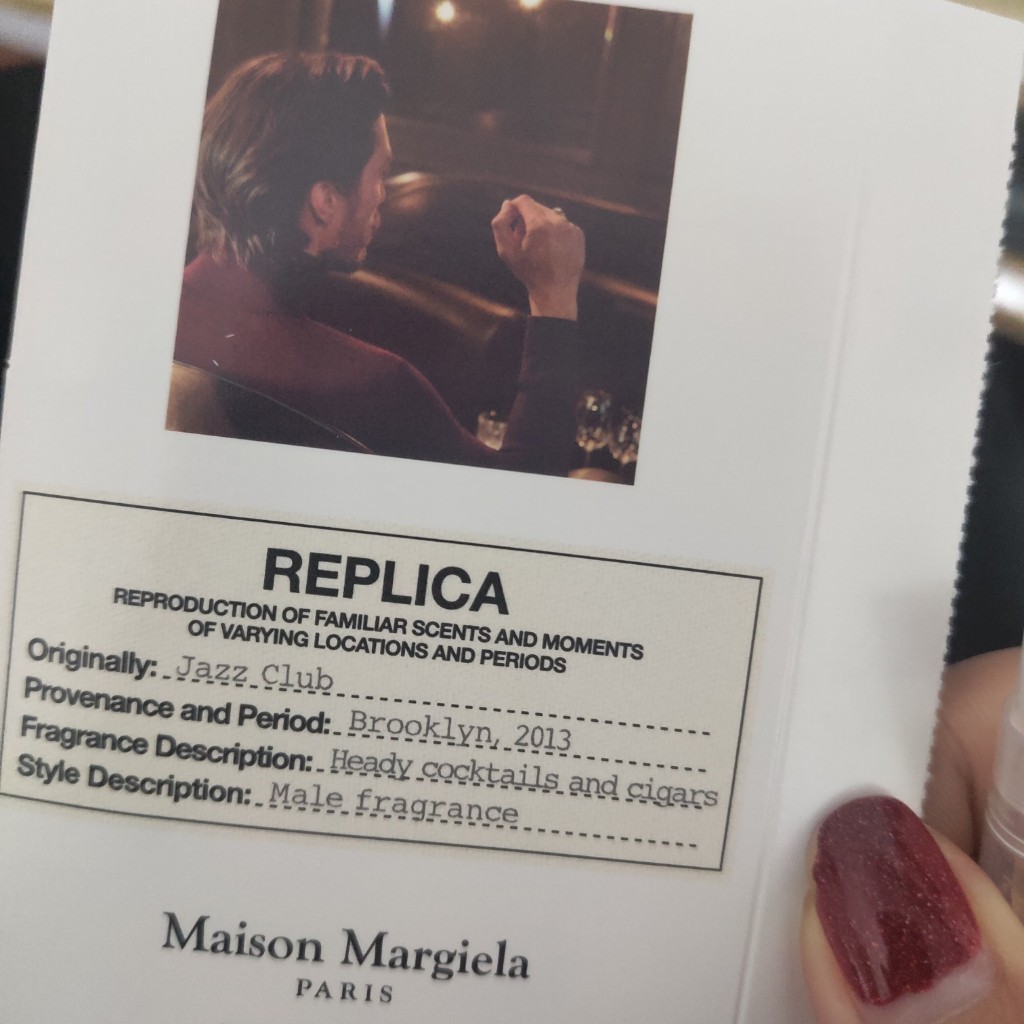 REPLICA
REPRODUCTION OF FAMILIAR SCENTS AND MOMENTS
OF VARYING LOCATIONS AND PERIODS
Originally: Jazz Club
Provenance and Period: Brooklyn, 2013
Fragrance Description: Heady cocktails and cigars
Style Description: Male fragrance
Maison Margiela
PARIS